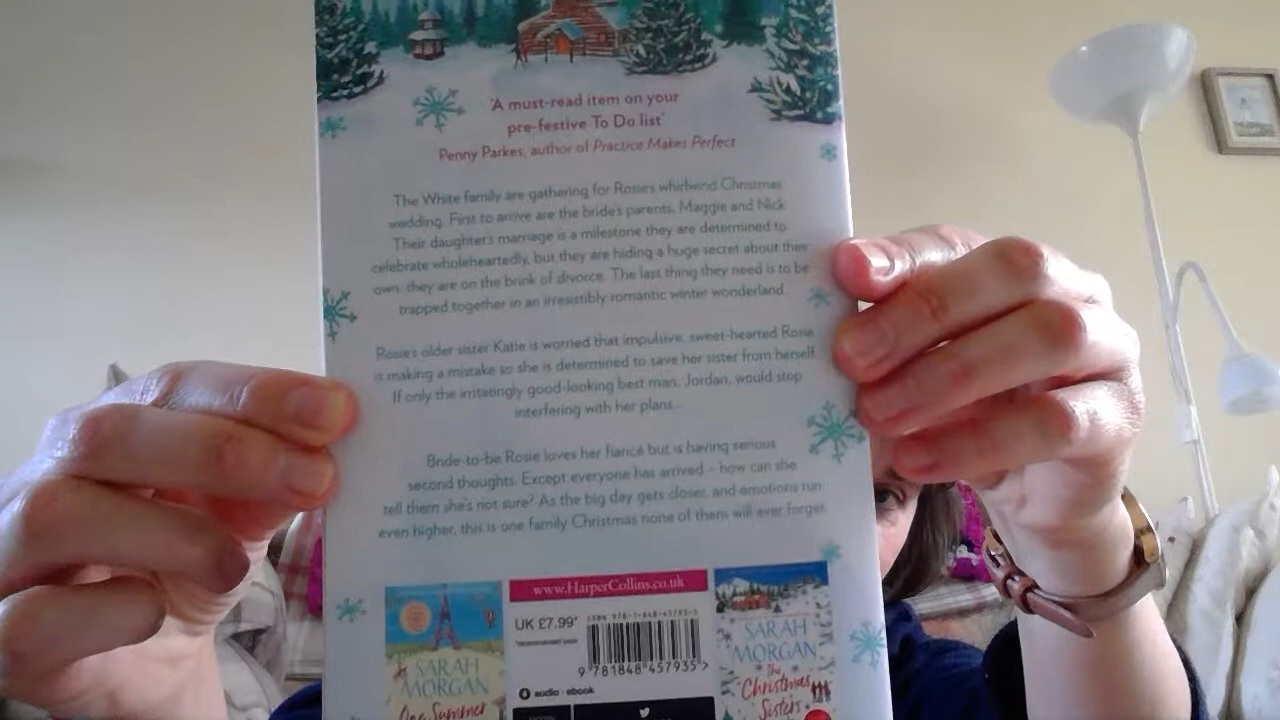 'A must-read item on your
pre-festive To Do list'
Penny Parkes, author of Practice Makes Perfect
The White family are gathering for Rosie's whirlwind Christmas
wedding. First to arrive are the bride's parents, Maggie and Nick.
Their daughter's marriage is a milestone they are determined to
celebrate wholeheartedly, but they are hiding a huge secret about their
own: they are on the brink of divorce. The last thing they need is to be
trapped together in an irresistibly romantic winter wonderland.
Rosie's older sister Katie is worried that impulsive, sweet-hearted Rosie
is making a mistake so she is determined to save her sister from herself.
If only the irritatingly good-looking best man, Jordan, would stop
interfering with her plans...
Bride-to-be Rosie loves her fiancé but is having serious
second thoughts. Except everyone has arrived – how can she
tell them she's not sure? As the big day gets closer, and emotions run
even higher, this is one family Christmas none of them will ever forget.
www.HarperCollins.co.uk
UK £7.99*
ISBN 978-1-848-45793-5
9 781848 457935 >
audio · ebook
SARAH
MORGAN
One Summer
SARAH
MORGAN
The
Christmas
Sisters